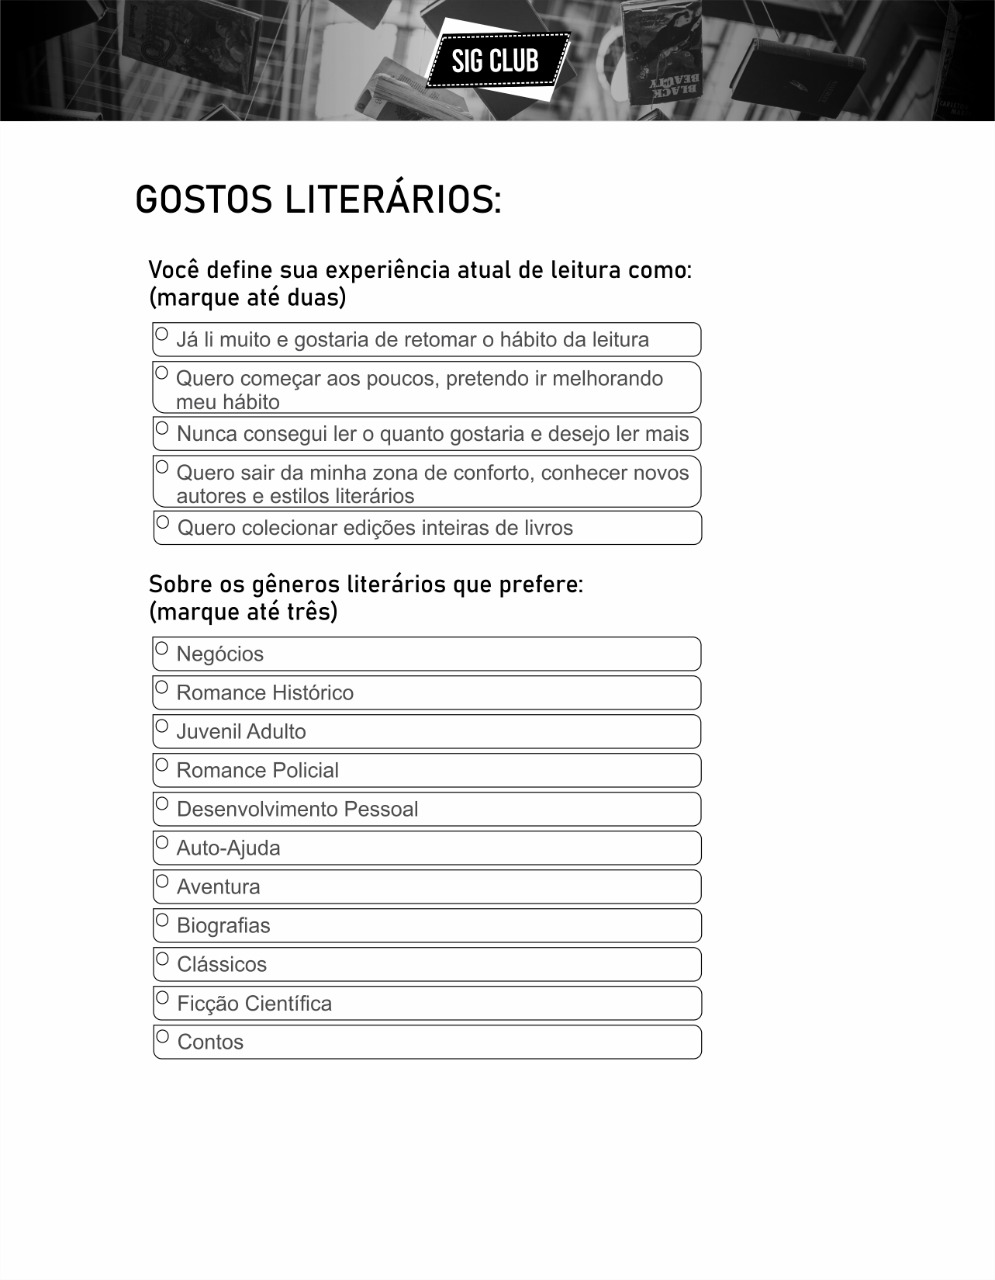 SIG CLUB
BLACK
BEAUTY
GOSTOS LITERÁRIOS:
Você define sua experiência atual de leitura como:
(marque até duas)
Já li muito e gostaria de retomar o hábito da leitura
Quero começar aos poucos, pretendo ir melhorando
meu hábito
Nunca consegui ler o quanto gostaria e desejo ler mais
Quero sair da minha zona de conforto, conhecer novos
autores e estilos literários
Quero colecionar edições inteiras de livros
Sobre os gêneros literários que prefere:
(marque até três)
Negócios
Romance Histórico
Juvenil Adulto
Romance Policial
Desenvolvimento Pessoal
Auto-Ajuda
Aventura
Biografias
Clássicos
Ficção Científica
Contos